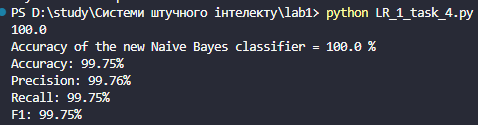 PS D:\study\Системи штучного інтелекту\lab1> python LR_1_task_4.py
100.0
Accuracy of the new Naive Bayes classifier = 100.0 %
Accuracy: 99.75%
Precision: 99.76%
Recall: 99.75%
F1: 99.75%